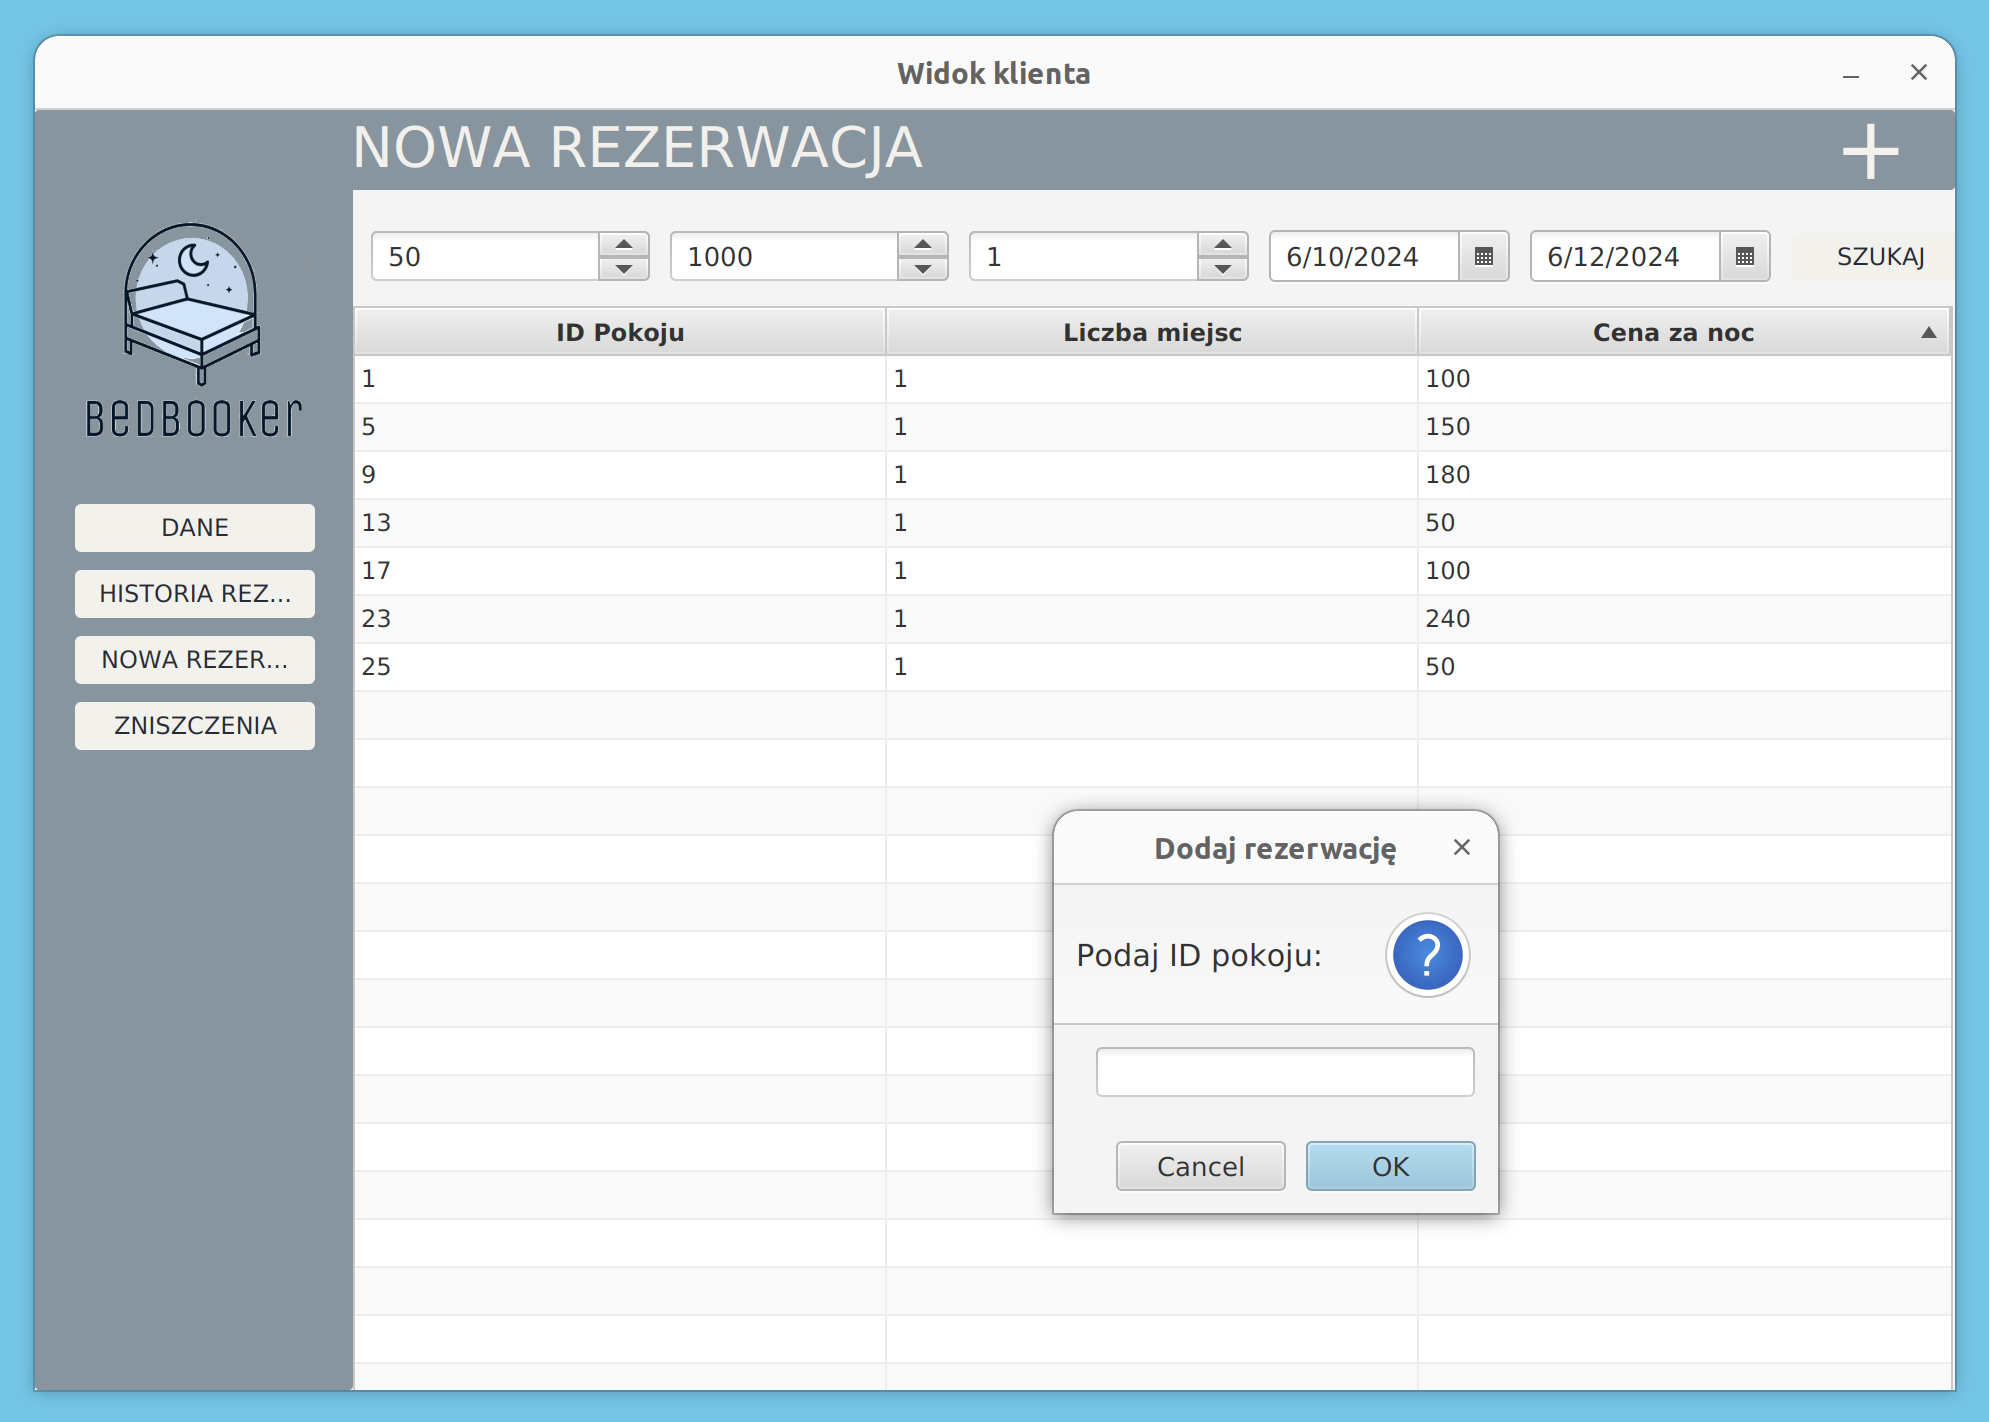 Widok klienta
NOWA REZERWACJA
+
50 1000 1 6/10/2024 6/12/2024 SZUKAJ
BEDBOOKER
DANE
HISTORIA REZ...
NOWA REZER...
ZNISZCZENIA
ID Pokoju Liczba miejsc Cena za noc
1 1 100
5 1 150
9 1 180
13 1 50
17 1 100
23 1 240
25 1 50
Dodaj rezerwację
Podaj ID pokoju: ?
Cancel OK